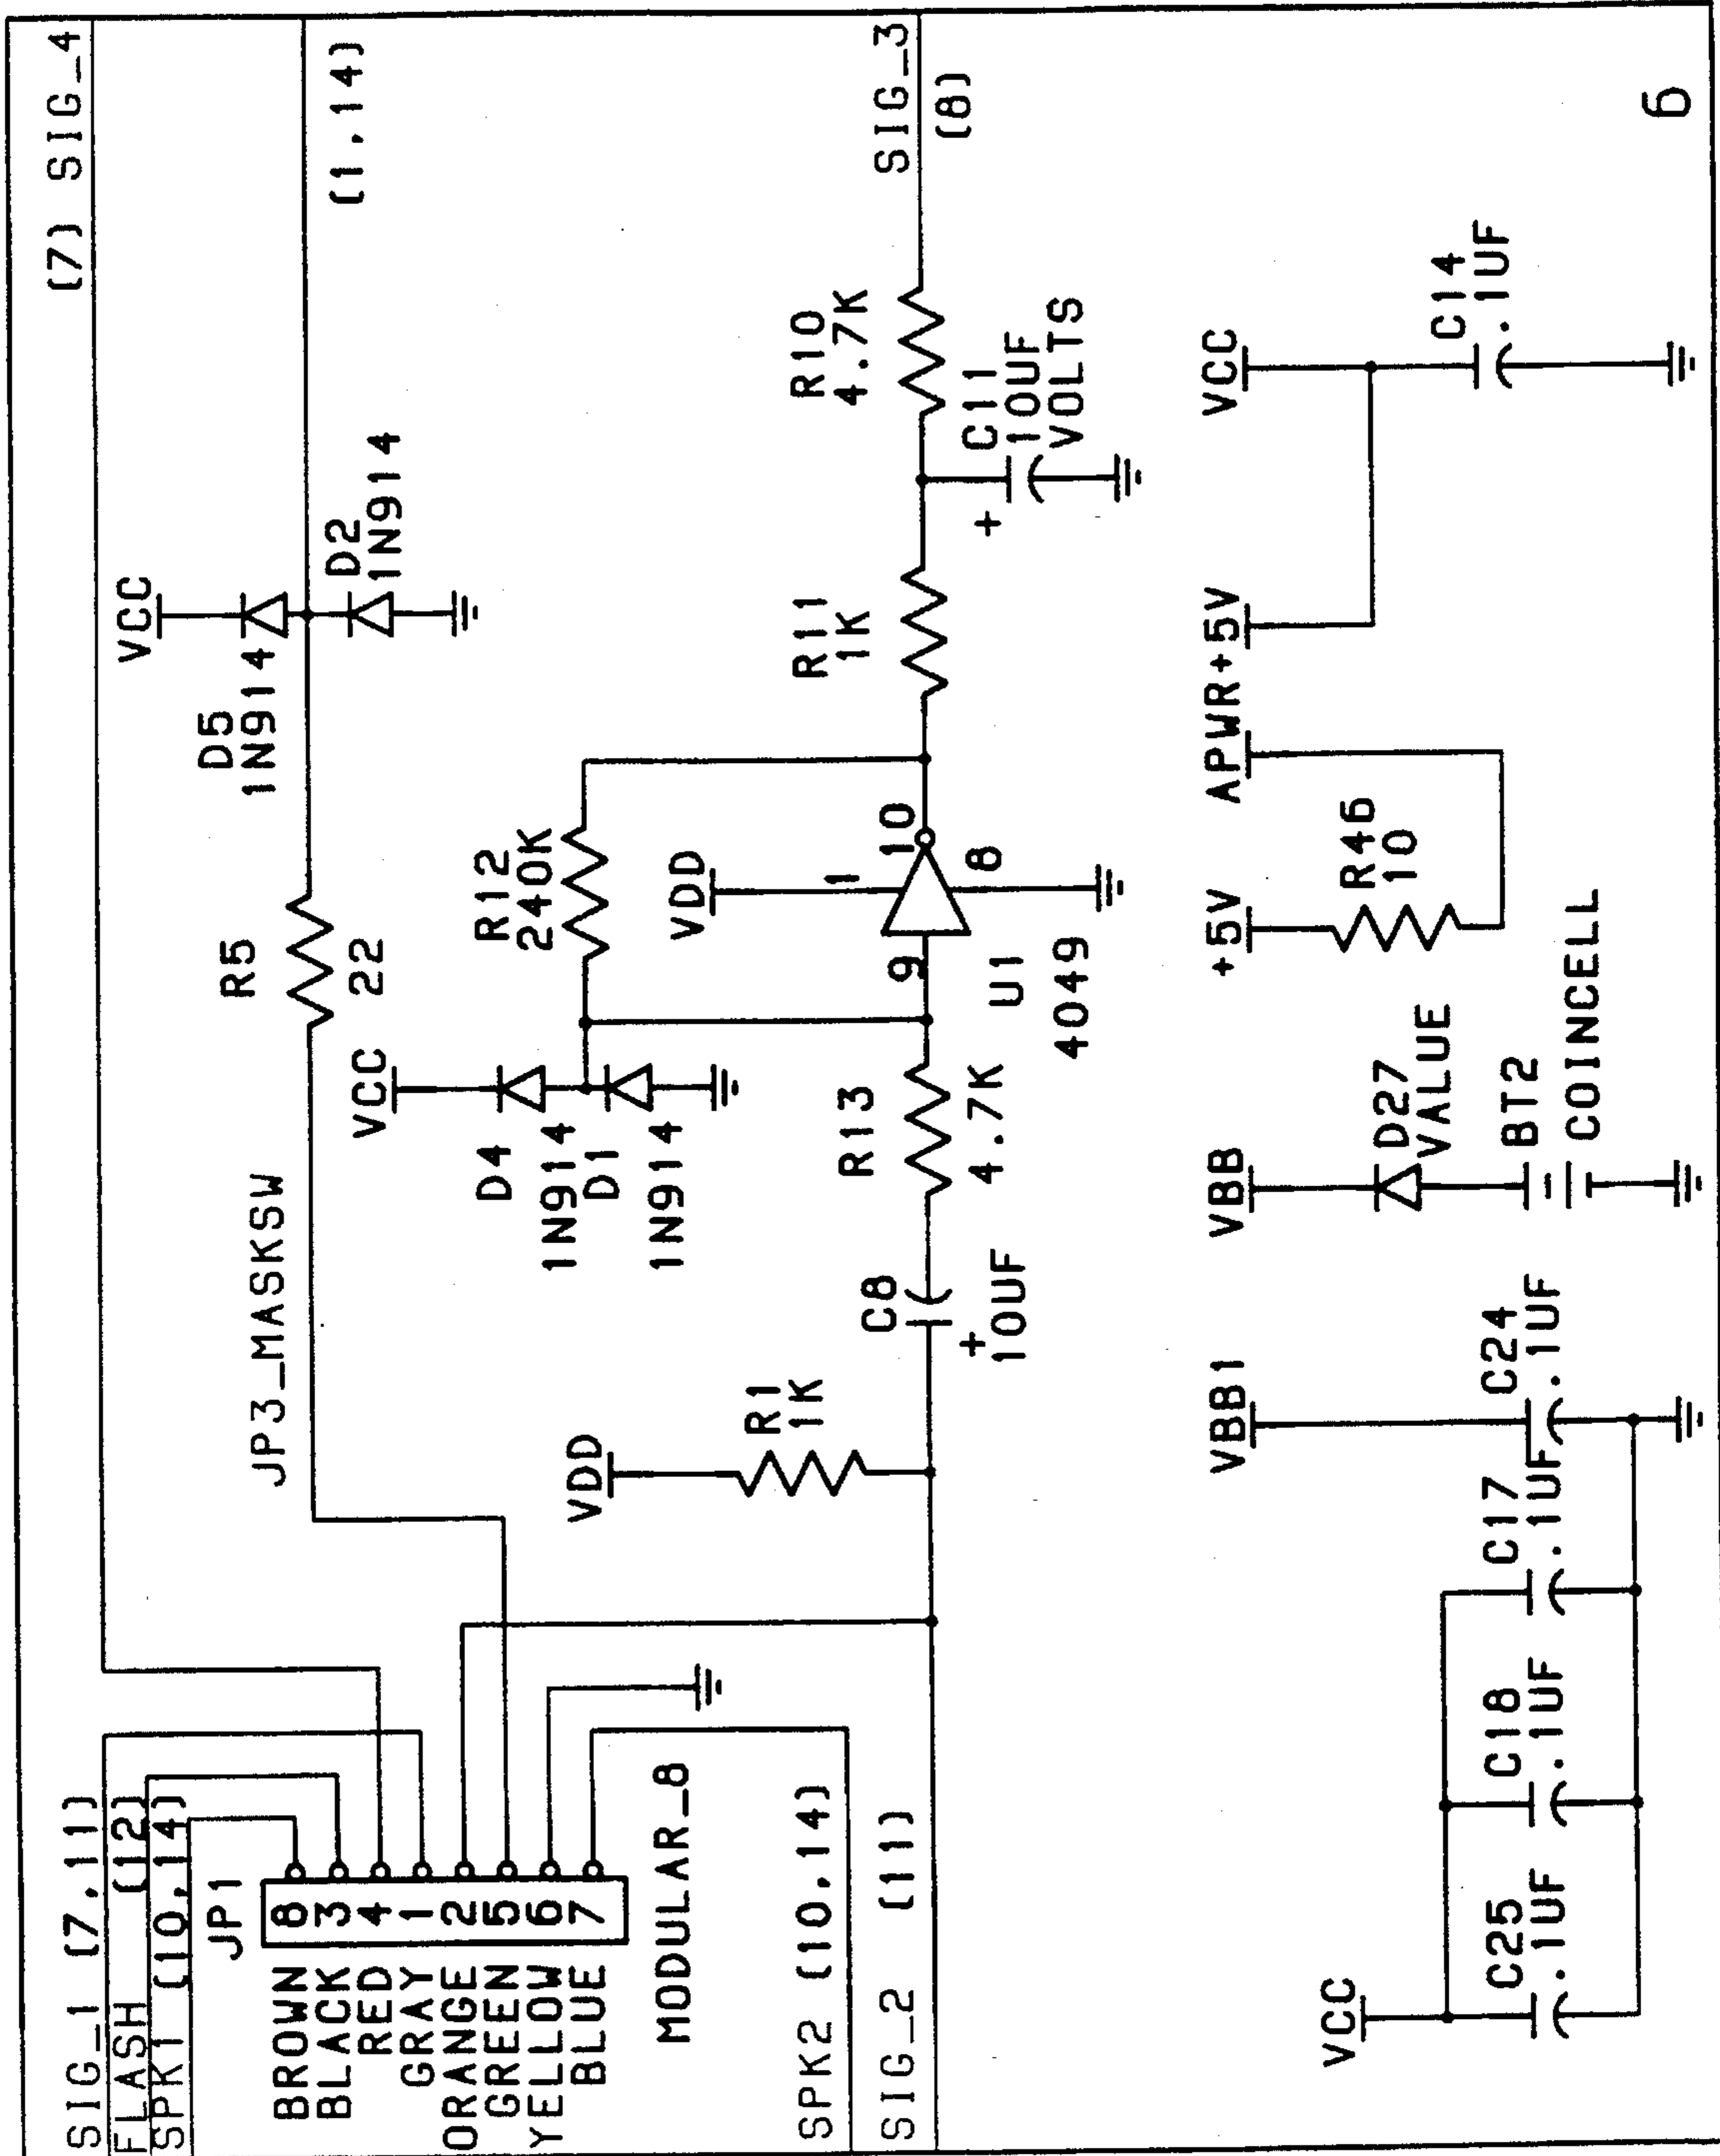 SIG_1 (7,11)
FLASH (12)
SPK1 (10,14)
(7) SIG_4
JP1
BROWN 8
BLACK 3
RED 4
GRAY 1
ORANGE 2
GREEN 5
YELLOW 6
BLUE 7
MODULAR_8
SPK2 (10,14)
SIG_2 (11)
JP3_MASKSW
R5
22
VCC
D5
1N914
D2
1N914
(1,14)
VCC
D4
1N914
D1
1N914
R12
240K
VDD
1
9
10
8
U1
4049
VDD
R1
1K
C8
+
10UF
R13
4.7K
R11
1K
R10
4.7K
+
C11
10UF
VOLTS
SIG_3
(8)
VCC
C25
.1UF
C18
.1UF
C17
.1UF
VBB1
C24
.1UF
VBB
D27
VALUE
BT2
COINCELL
+5V
R46
10
APWR+5V
VCC
C14
.1UF
6